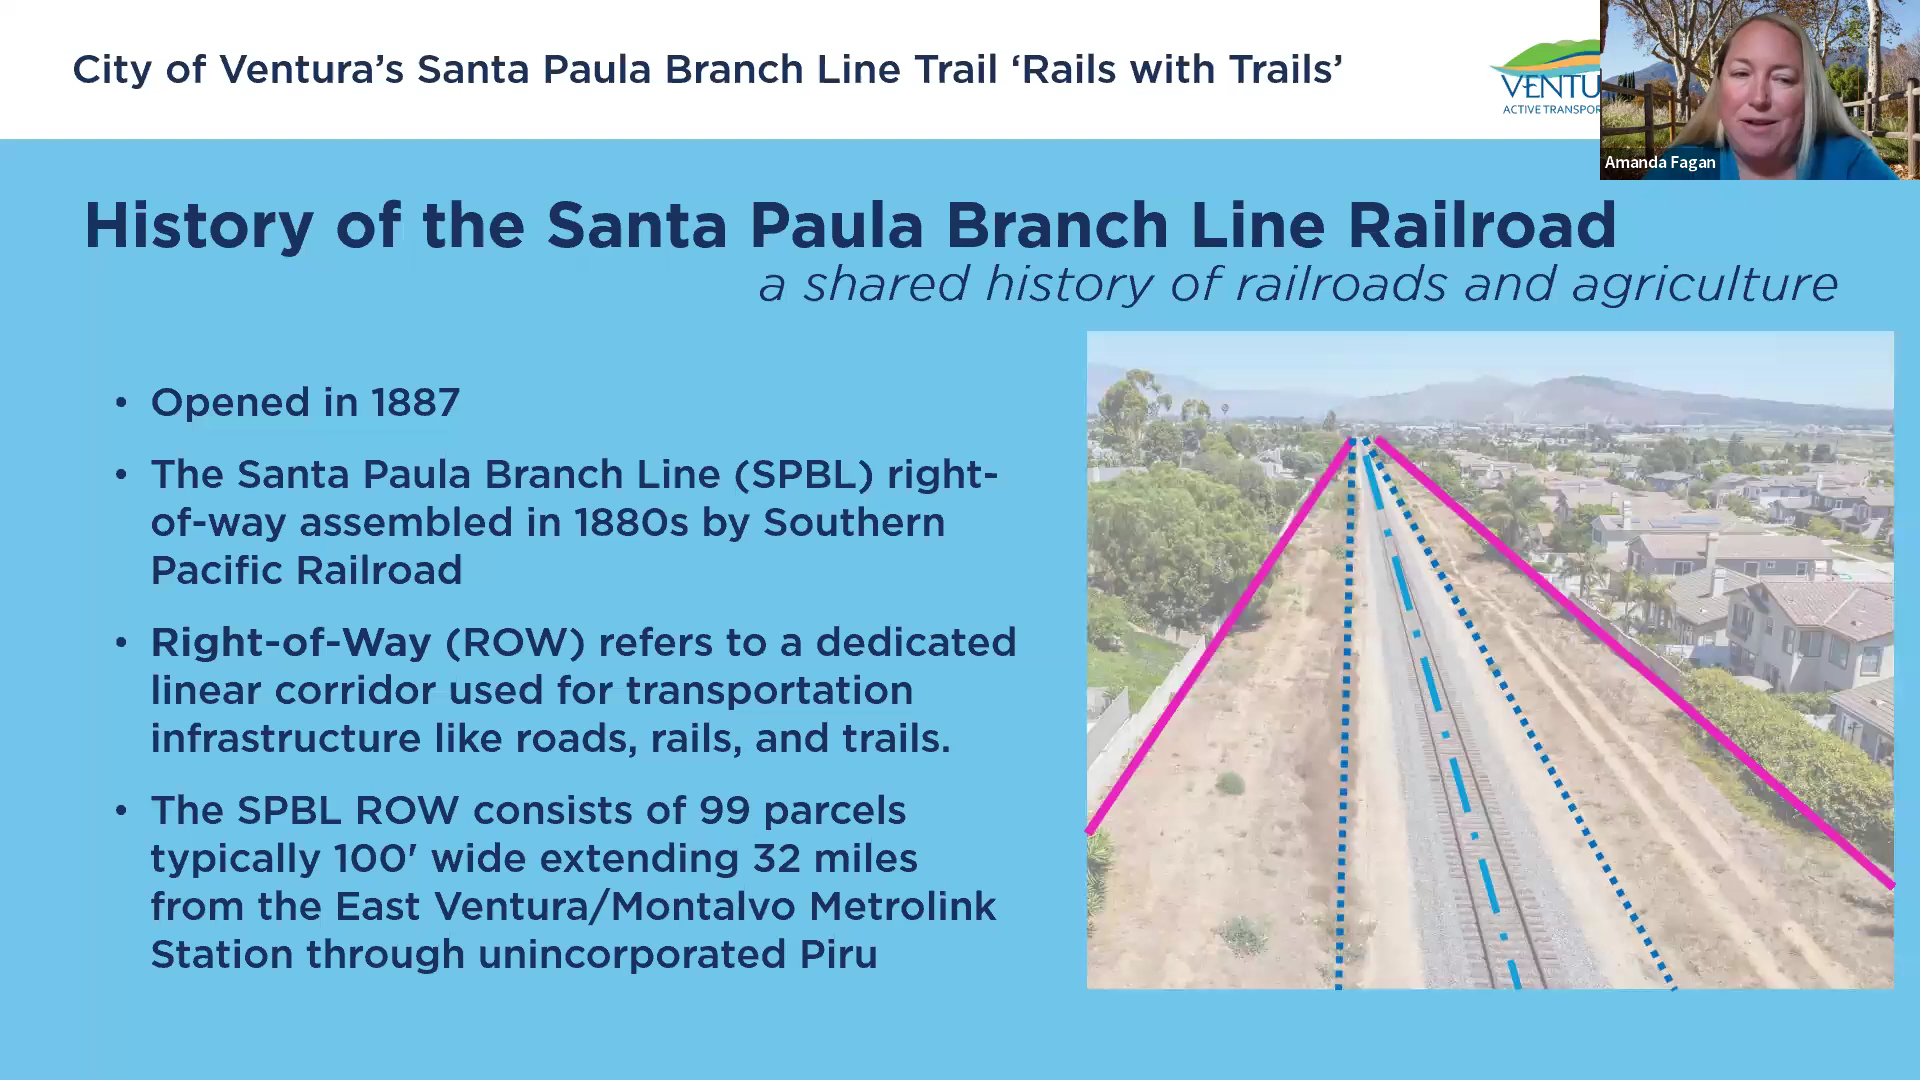 City of Ventura’s Santa Paula Branch Line Trail ‘Rails with Trails’
VENTU
ACTIVE TRANSPOR
Amanda Fagan
History of the Santa Paula Branch Line Railroad
a shared history of railroads and agriculture
• Opened in 1887
• The Santa Paula Branch Line (SPBL) right-
of-way assembled in 1880s by Southern
Pacific Railroad
• Right-of-Way (ROW) refers to a dedicated
linear corridor used for transportation
infrastructure like roads, rails, and trails.
• The SPBL ROW consists of 99 parcels
typically 100' wide extending 32 miles
from the East Ventura/Montalvo Metrolink
Station through unincorporated Piru